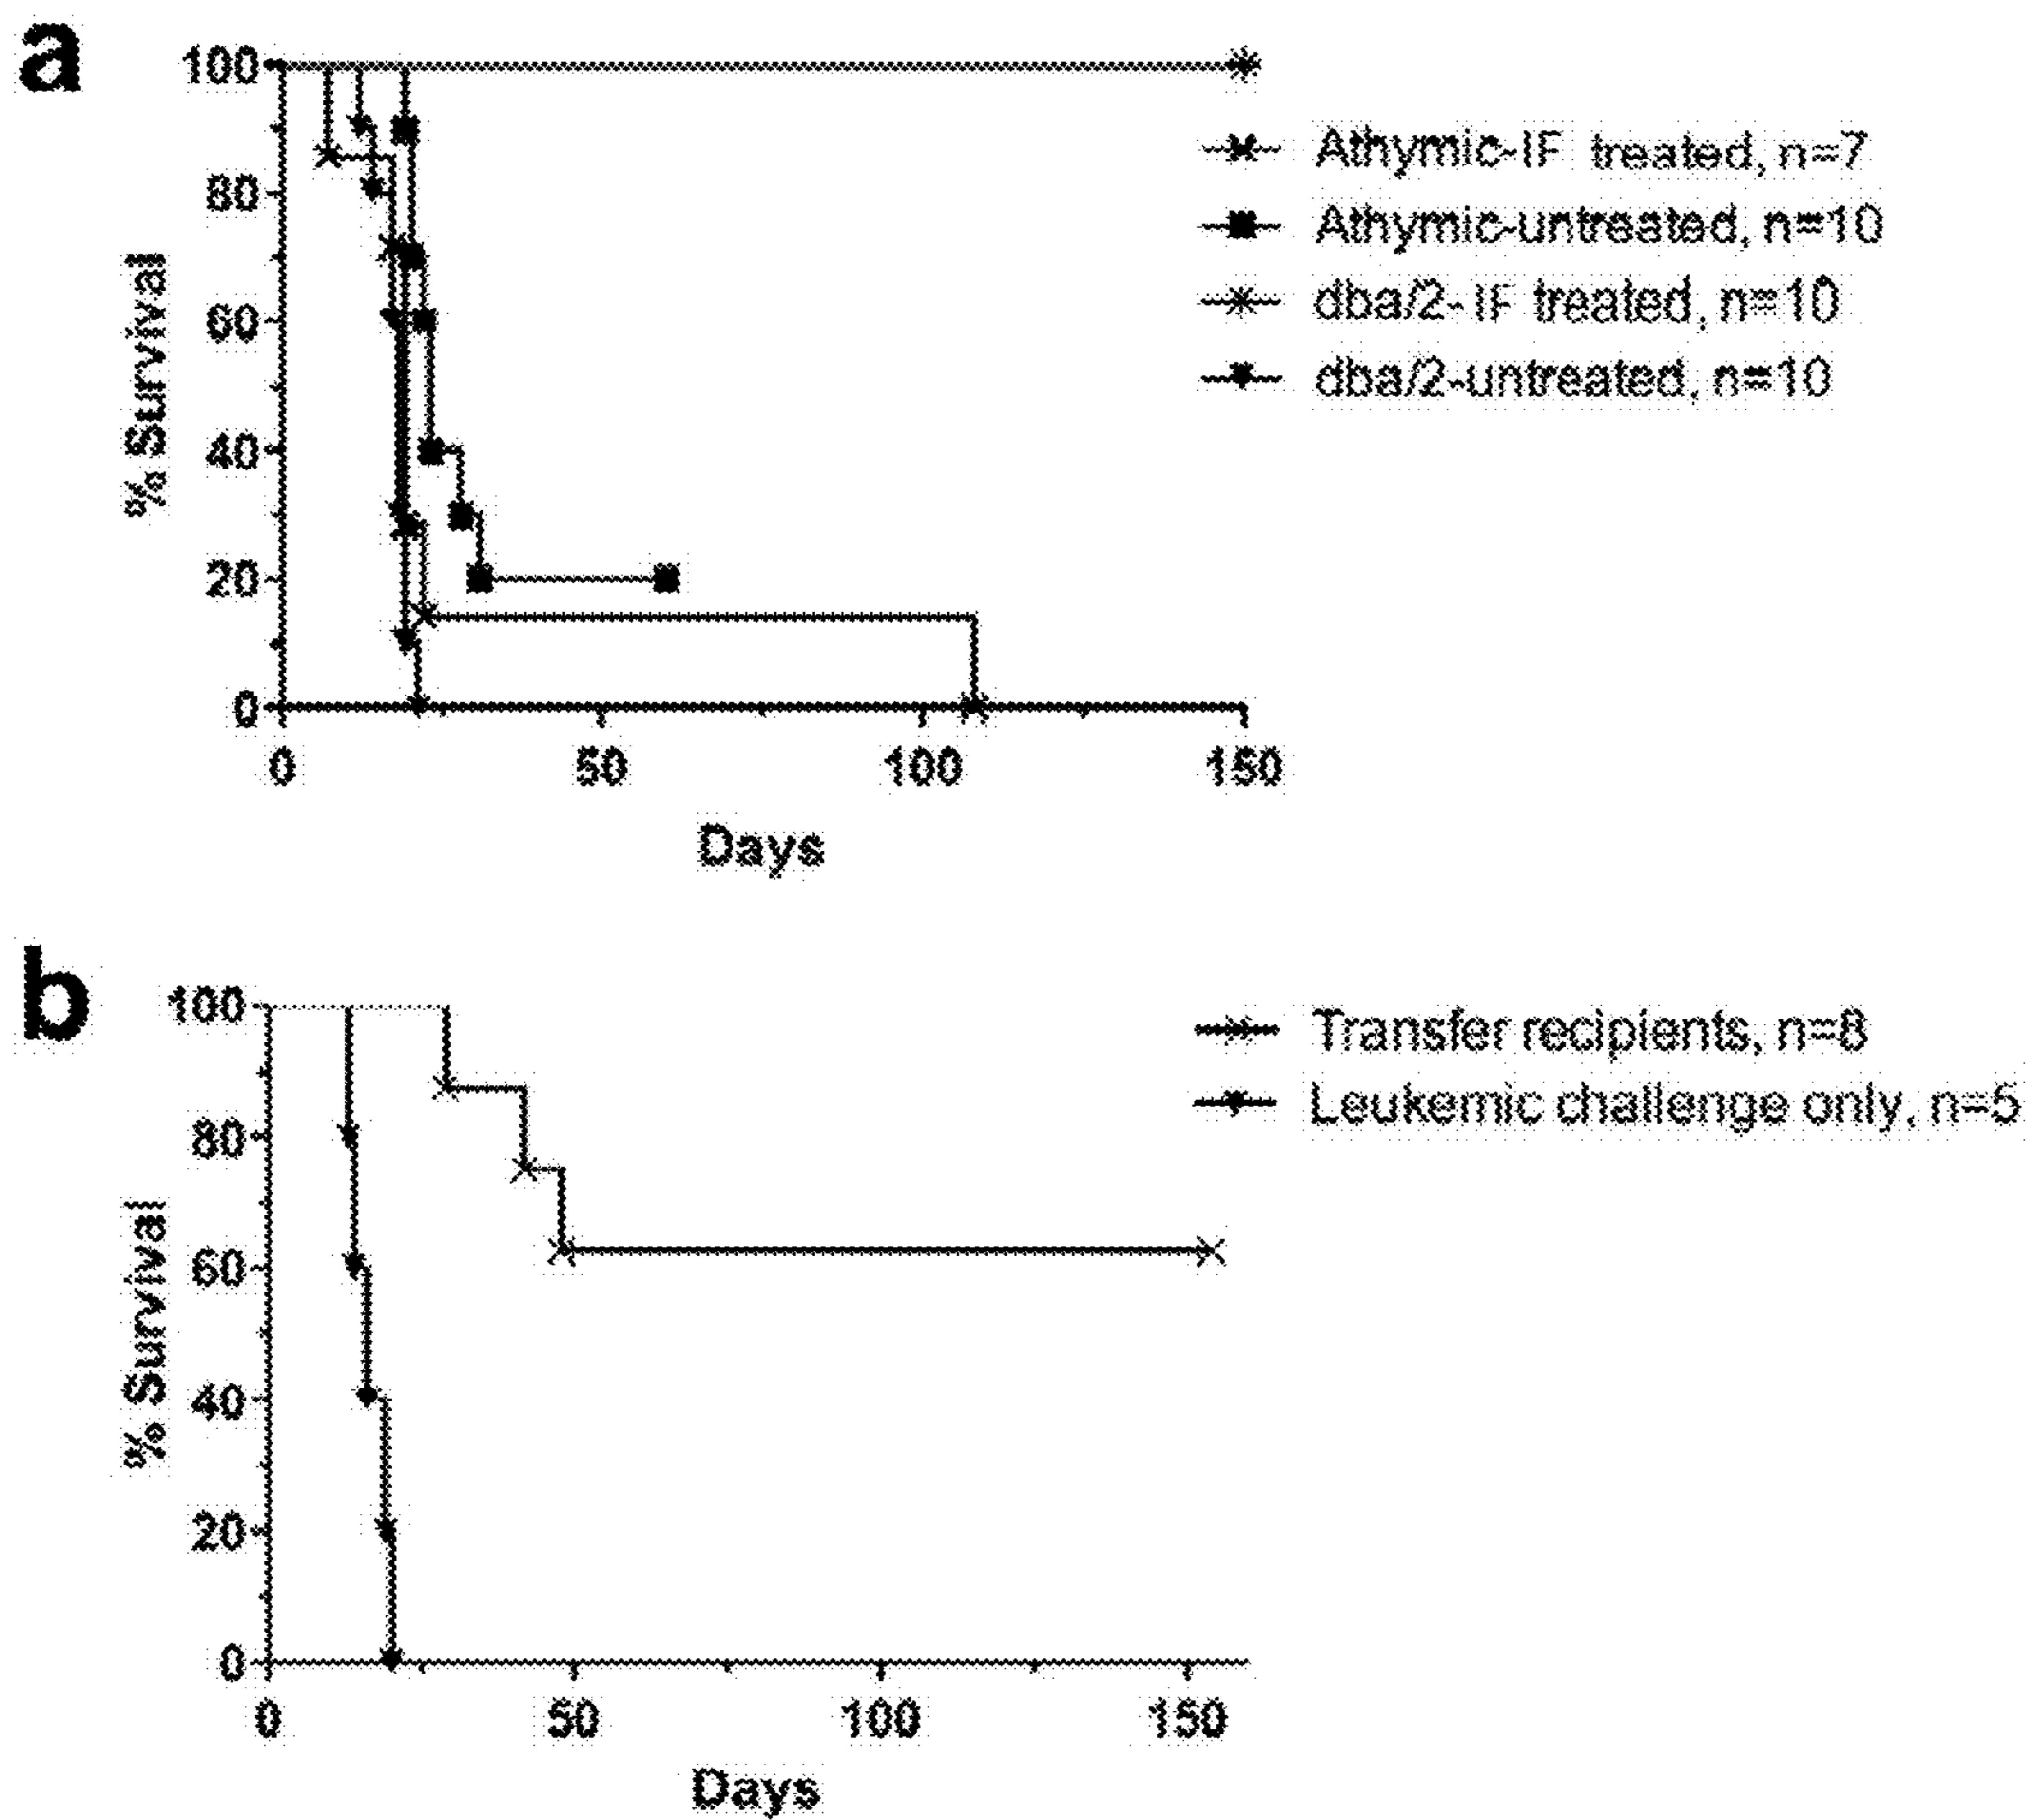 a
100
80
60
40
20
0
% Survival
0 50 100 150
Days
Athymic-IF treated, n=7
Athymic-untreated, n=10
dba/2-IF treated, n=10
dba/2-untreated, n=10
b
100
80
60
40
20
0
% Survival
0 50 100 150
Days
Transfer recipients, n=8
Leukemic challenge only, n=5